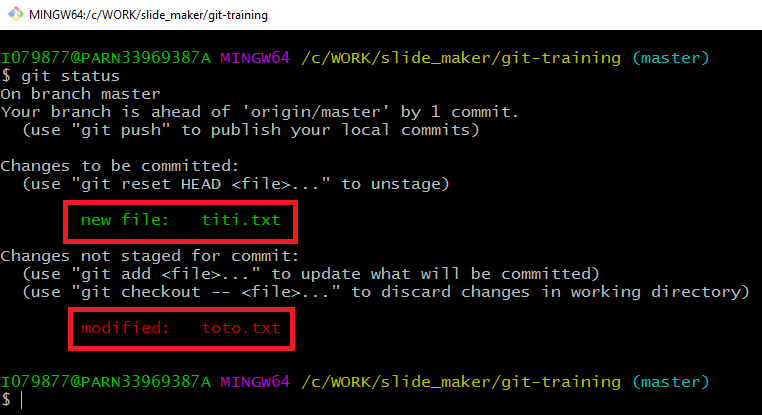 MINGW64:/c/WORK/slide_maker/git-training
I079877@PARN33969387A MINGW64 /c/WORK/slide_maker/git-training (master)
$ git status
On branch master
Your branch is ahead of 'origin/master' by 1 commit.
(use "git push" to publish your local commits)
Changes to be committed:
(use "git reset HEAD <file>..." to unstage)
new file:   titi.txt
Changes not staged for commit:
(use "git add <file>..." to update what will be committed)
(use "git checkout -- <file>..." to discard changes in working directory)
modified:   toto.txt
I079877@PARN33969387A MINGW64 /c/WORK/slide_maker/git-training (master)
$